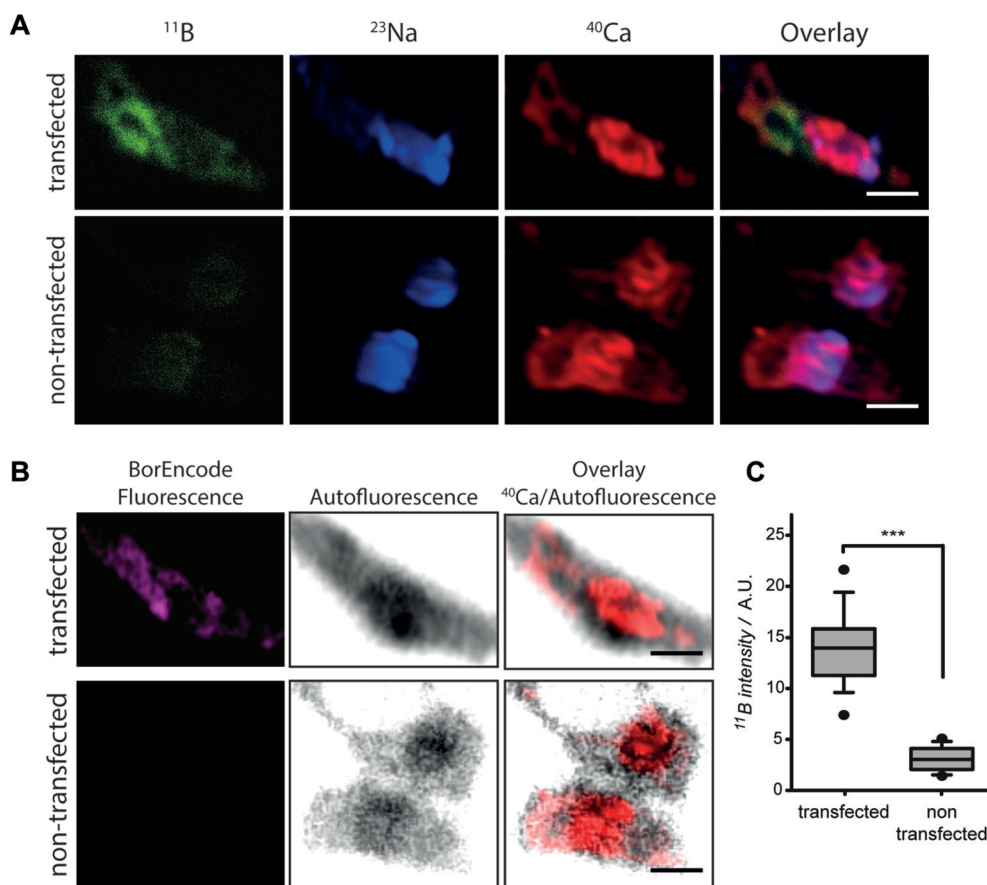 A
¹¹B
²³Na
⁴⁰Ca
Overlay
transfected
non-transfected
B
BorEncode
Fluorescence
Autofluorescence
Overlay
⁴⁰Ca/Autofluorescence
transfected
non-transfected
C
¹¹B intensity / A.U.
25
20
15
10
5
0
***
transfected
non
transfected